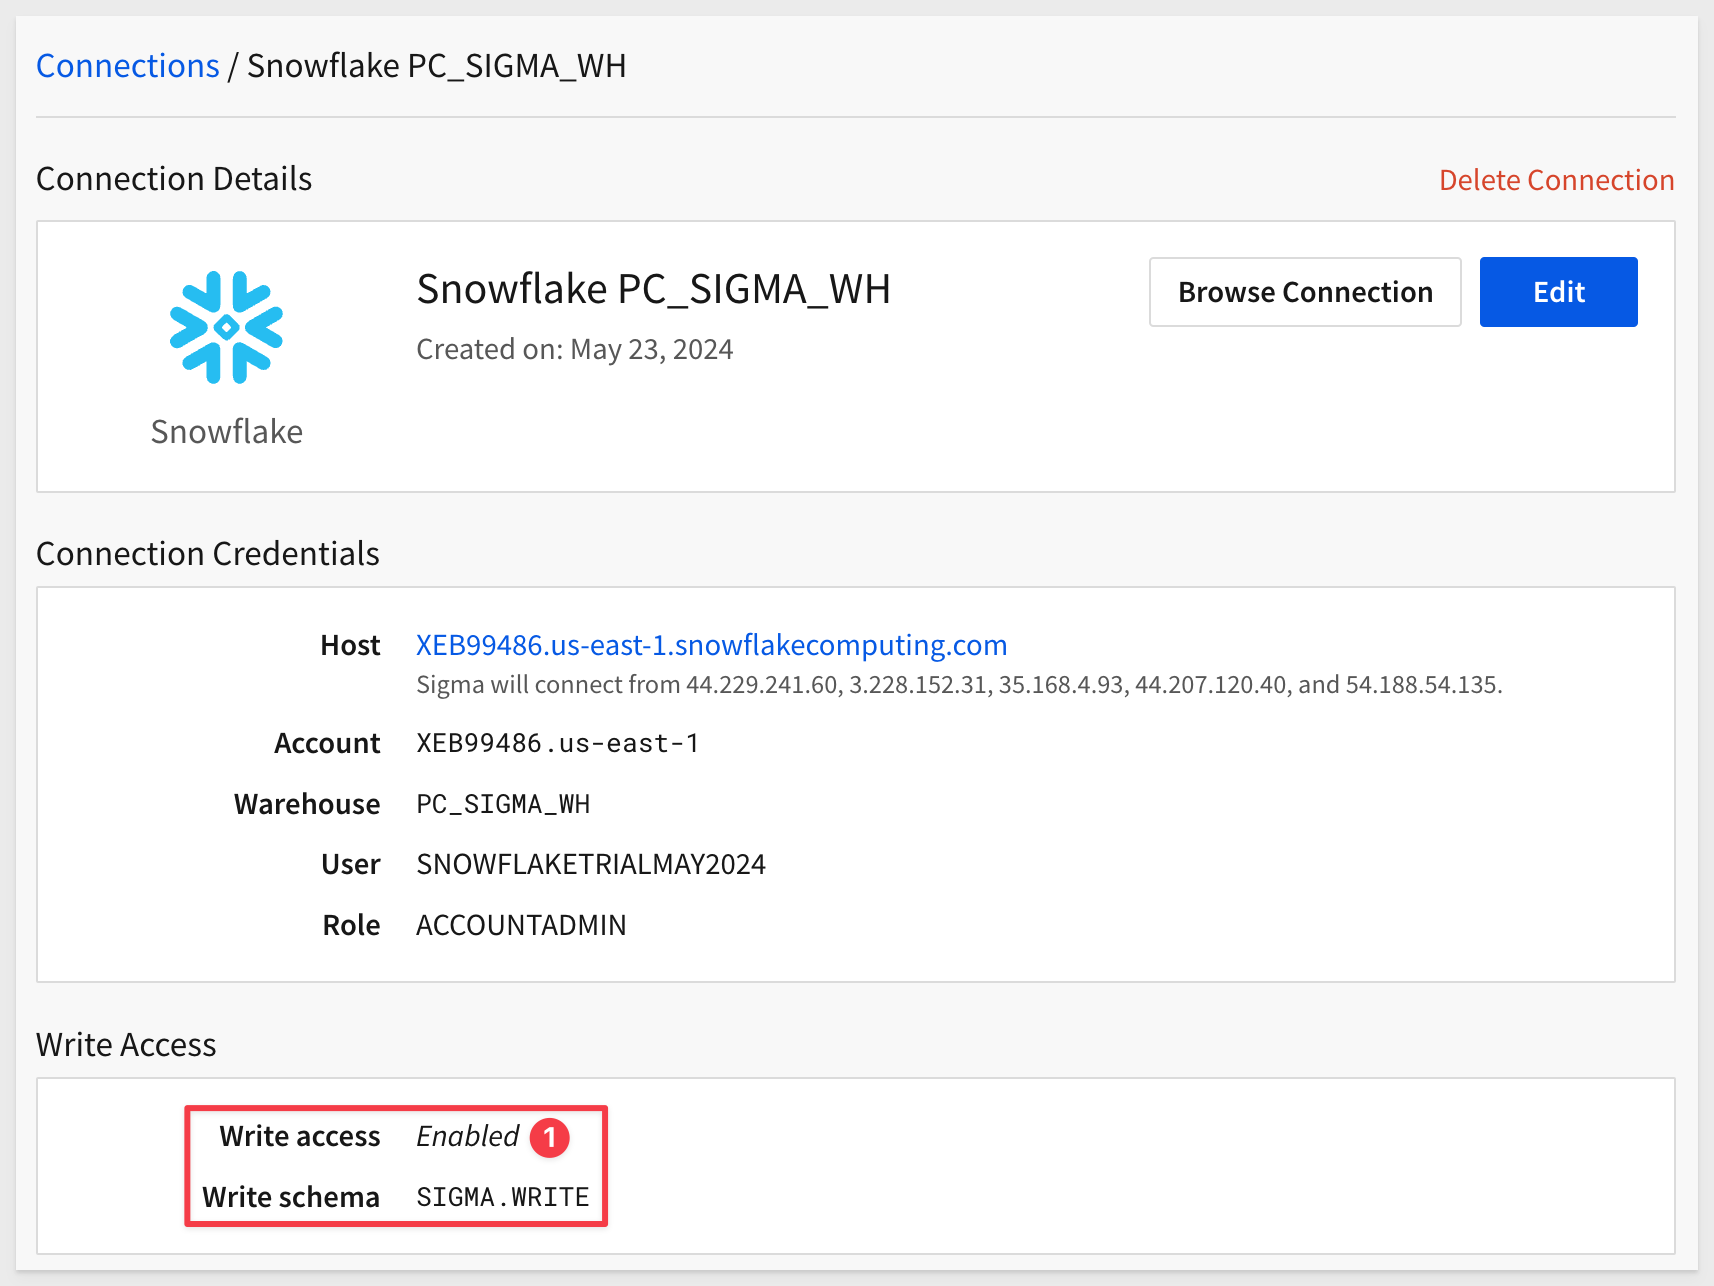 Connections / Snowflake PC_SIGMA_WH
Connection Details
Delete Connection
Snowflake PC_SIGMA_WH
Browse Connection
Edit
Created on: May 23, 2024
Snowflake
Connection Credentials
Host XEB99486.us-east-1.snowflakecomputing.com
Sigma will connect from 44.229.241.60, 3.228.152.31, 35.168.4.93, 44.207.120.40, and 54.188.54.135.
Account XEB99486.us-east-1
Warehouse PC_SIGMA_WH
User SNOWFLAKETRIALMAY2024
Role ACCOUNTADMIN
Write Access
Write access Enabled 1
Write schema SIGMA.WRITE